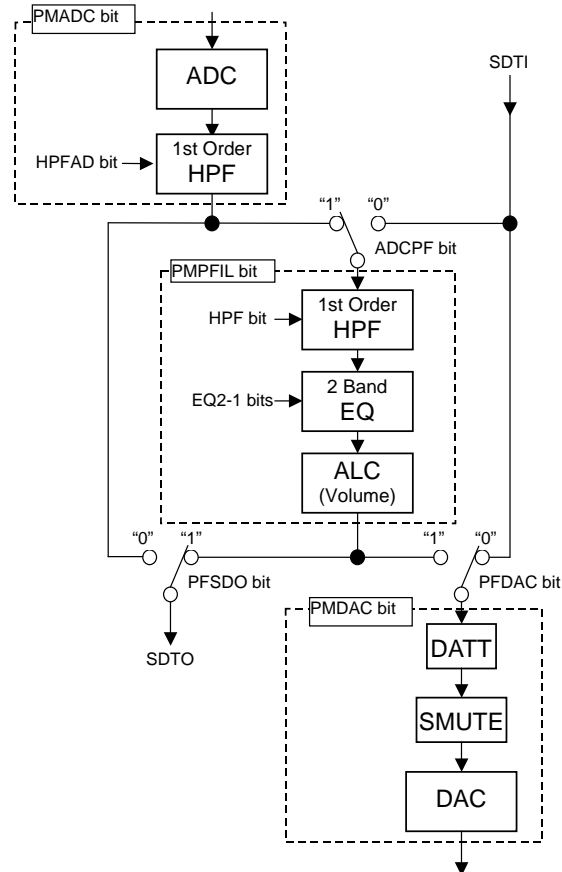 PMADC bit
ADC
SDTI
HPFAD bit
1st Order
HPF
“1”
“0”
ADCPF bit
PMPFIL bit
HPF bit
1st Order
HPF
EQ2-1 bits
2 Band
EQ
ALC
(Volume)
“0”
“1”
“1”
“0”
PFSDO bit
PFDAC bit
SDTO
PMDAC bit
DATT
SMUTE
DAC